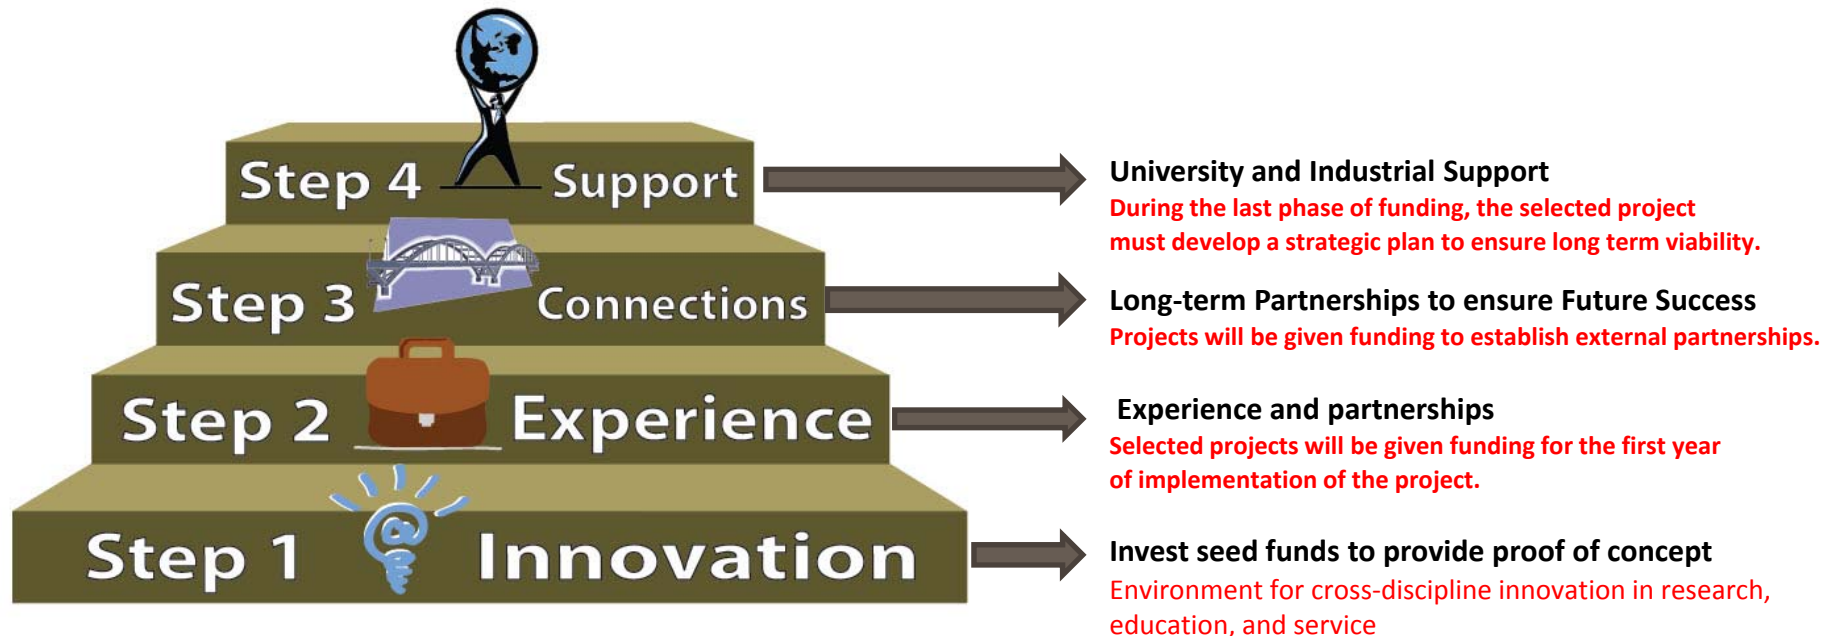 Step 4 Support
University and Industrial Support
During the last phase of funding, the selected project
must develop a strategic plan to ensure long term viability.
Step 3 Connections
Long-term Partnerships to ensure Future Success
Projects will be given funding to establish external partnerships.
Step 2 Experience
Experience and partnerships
Selected projects will be given funding for the first year
of implementation of the project.
Step 1 @ Innovation
Invest seed funds to provide proof of concept
Environment for cross-discipline innovation in research,
education, and service